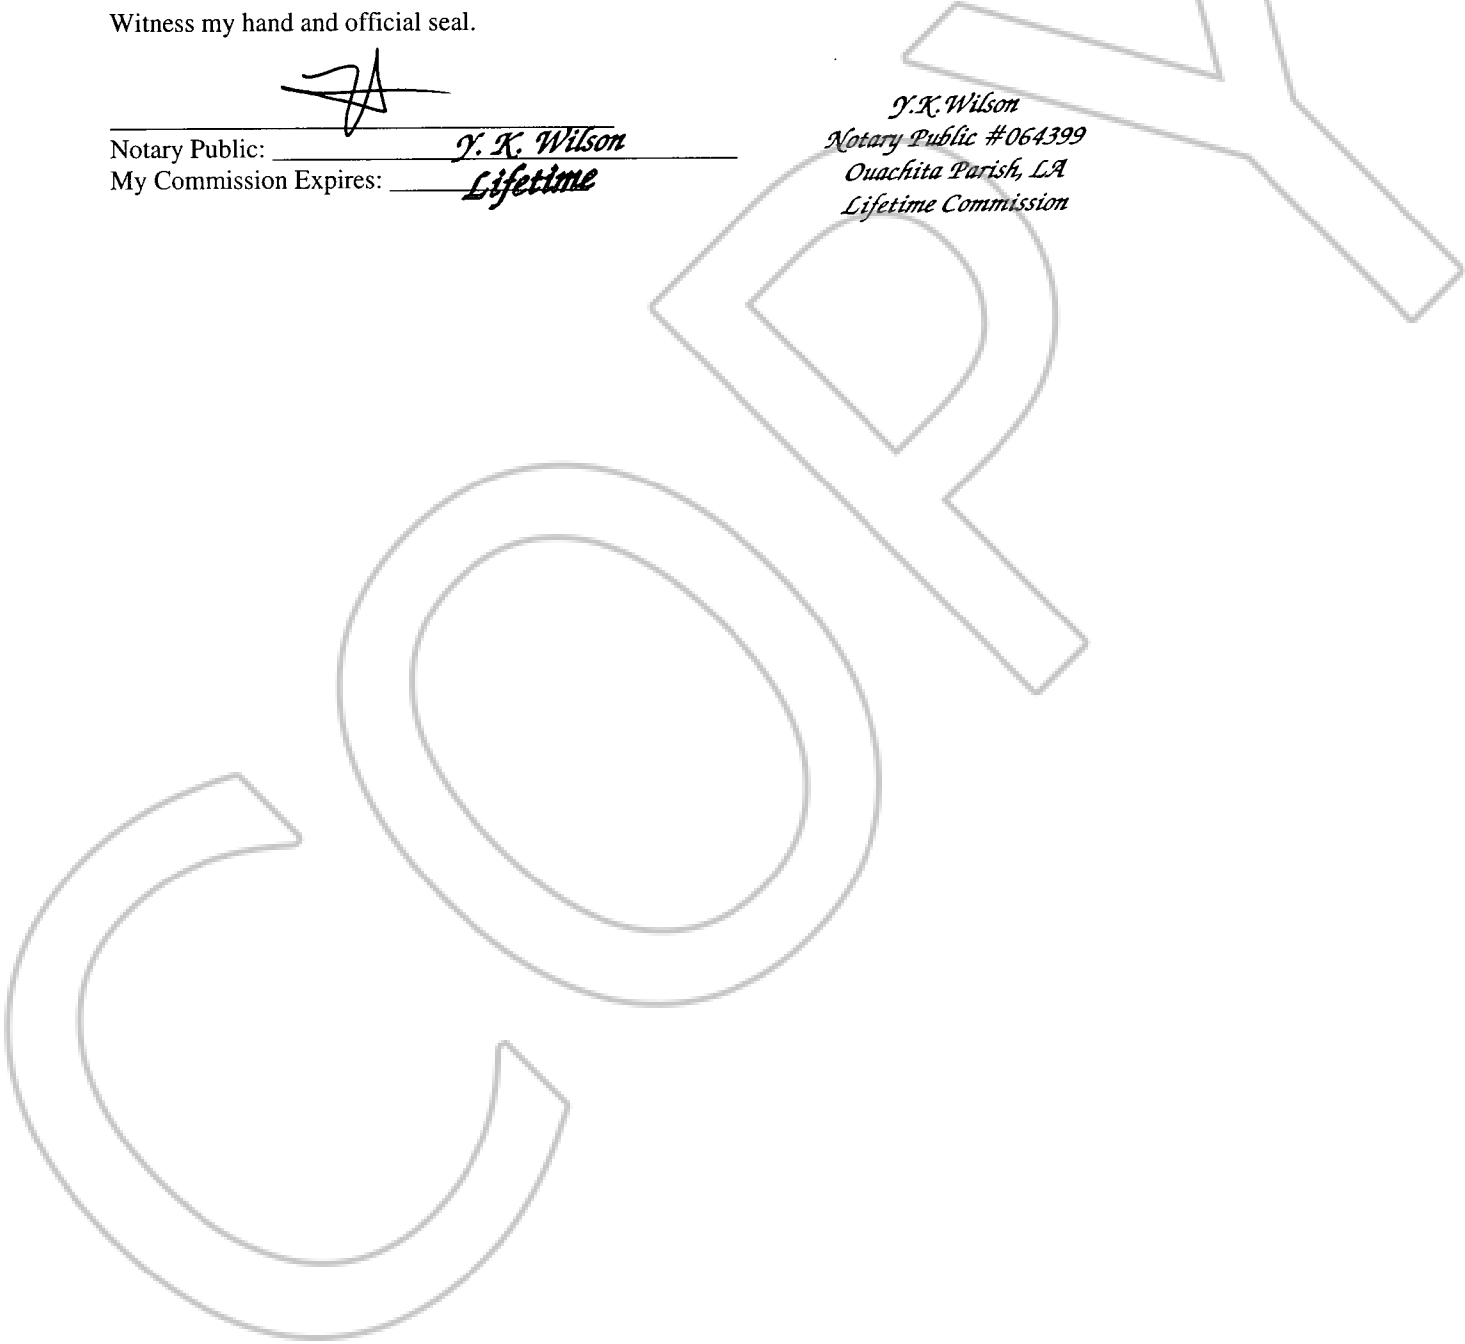 Witness my hand and official seal.
Notary Public: Y. K. Wilson
My Commission Expires: Lifetime
Y.K. Wilson
Notary Public #064399
Ouachita Parish, LA
Lifetime Commission
COPY